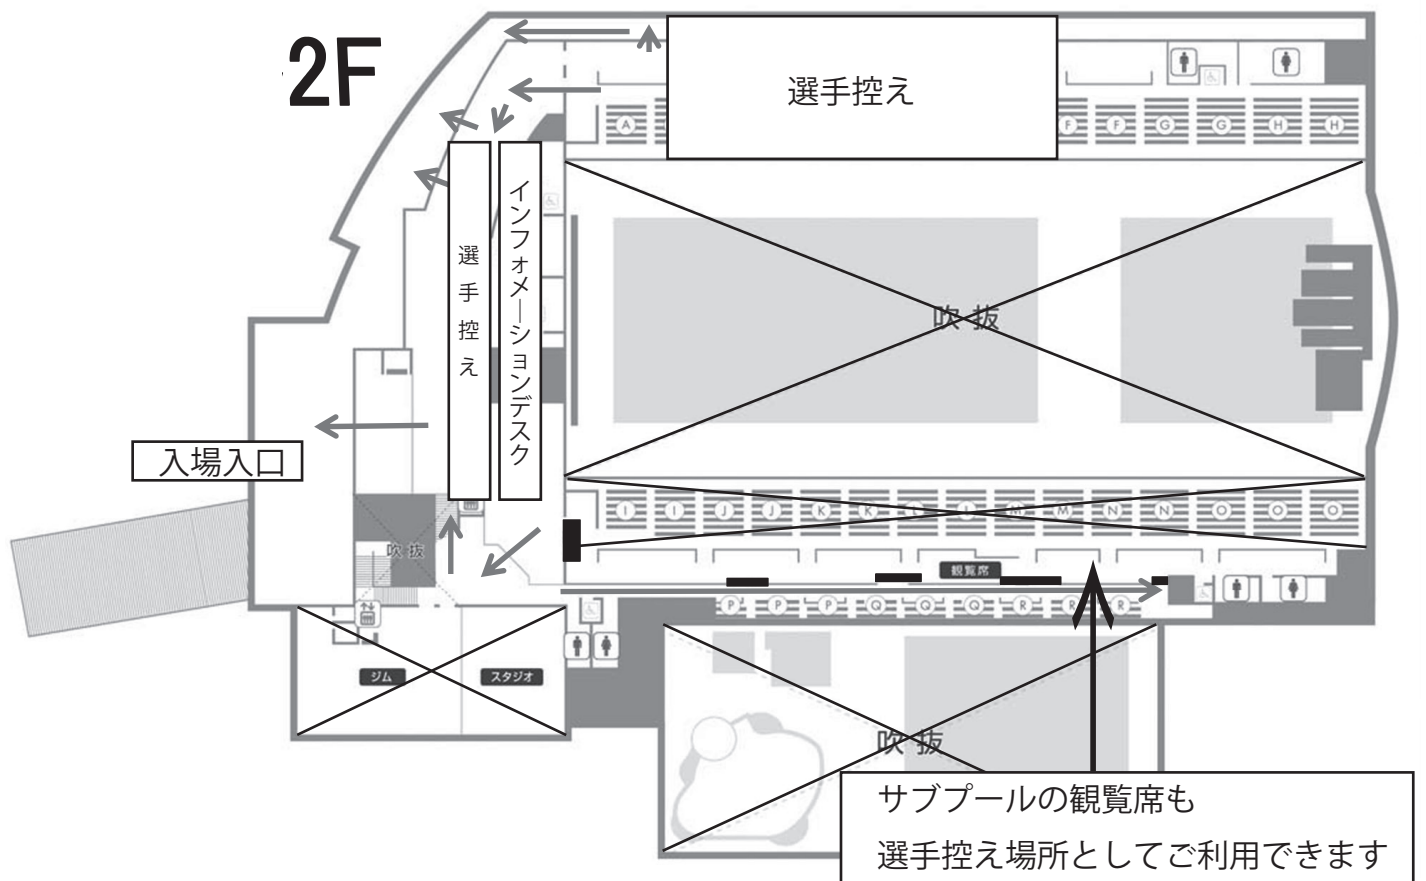 2F
選手控え
A
F
F
G
G
H
H
選手控え
インフォメーションデスク
吹抜
入場入口
I
I
J
J
K
K
L
L
M
M
N
N
O
O
O
吹抜
観覧席
P
P
P
Q
Q
Q
R
R
R
ジム
スタジオ
吹抜
サブプールの観覧席も
選手控え場所としてご利用できます